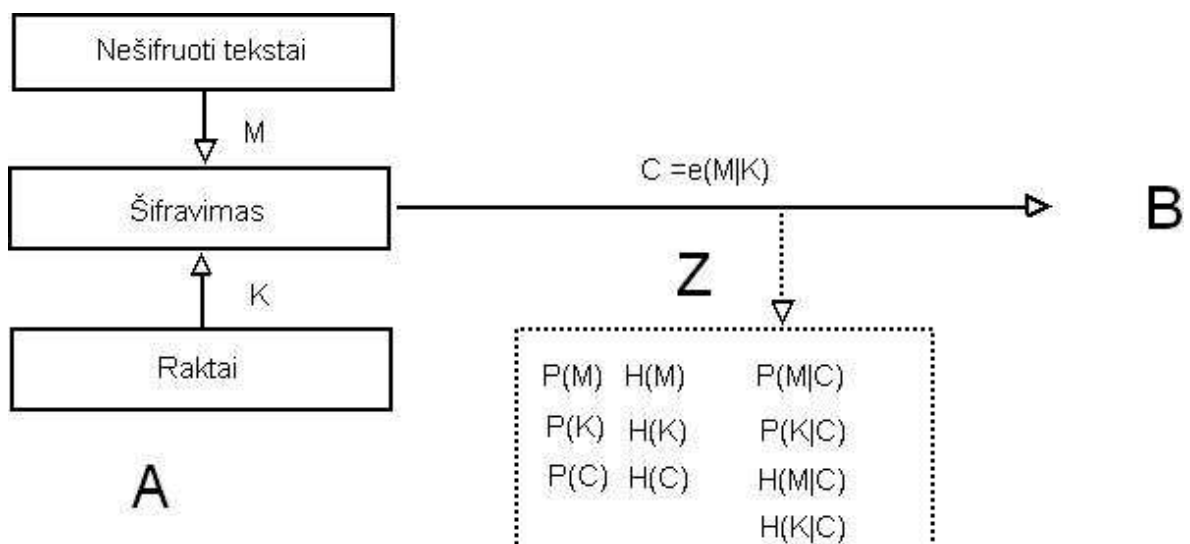 Nešifruoti tekstai
M
Šifravimas
C =e(M|K)
B
K
Z
Raktai
P(M) H(M) P(M|C)
P(K) H(K) P(K|C)
P(C) H(C) H(M|C)
H(K|C)
A